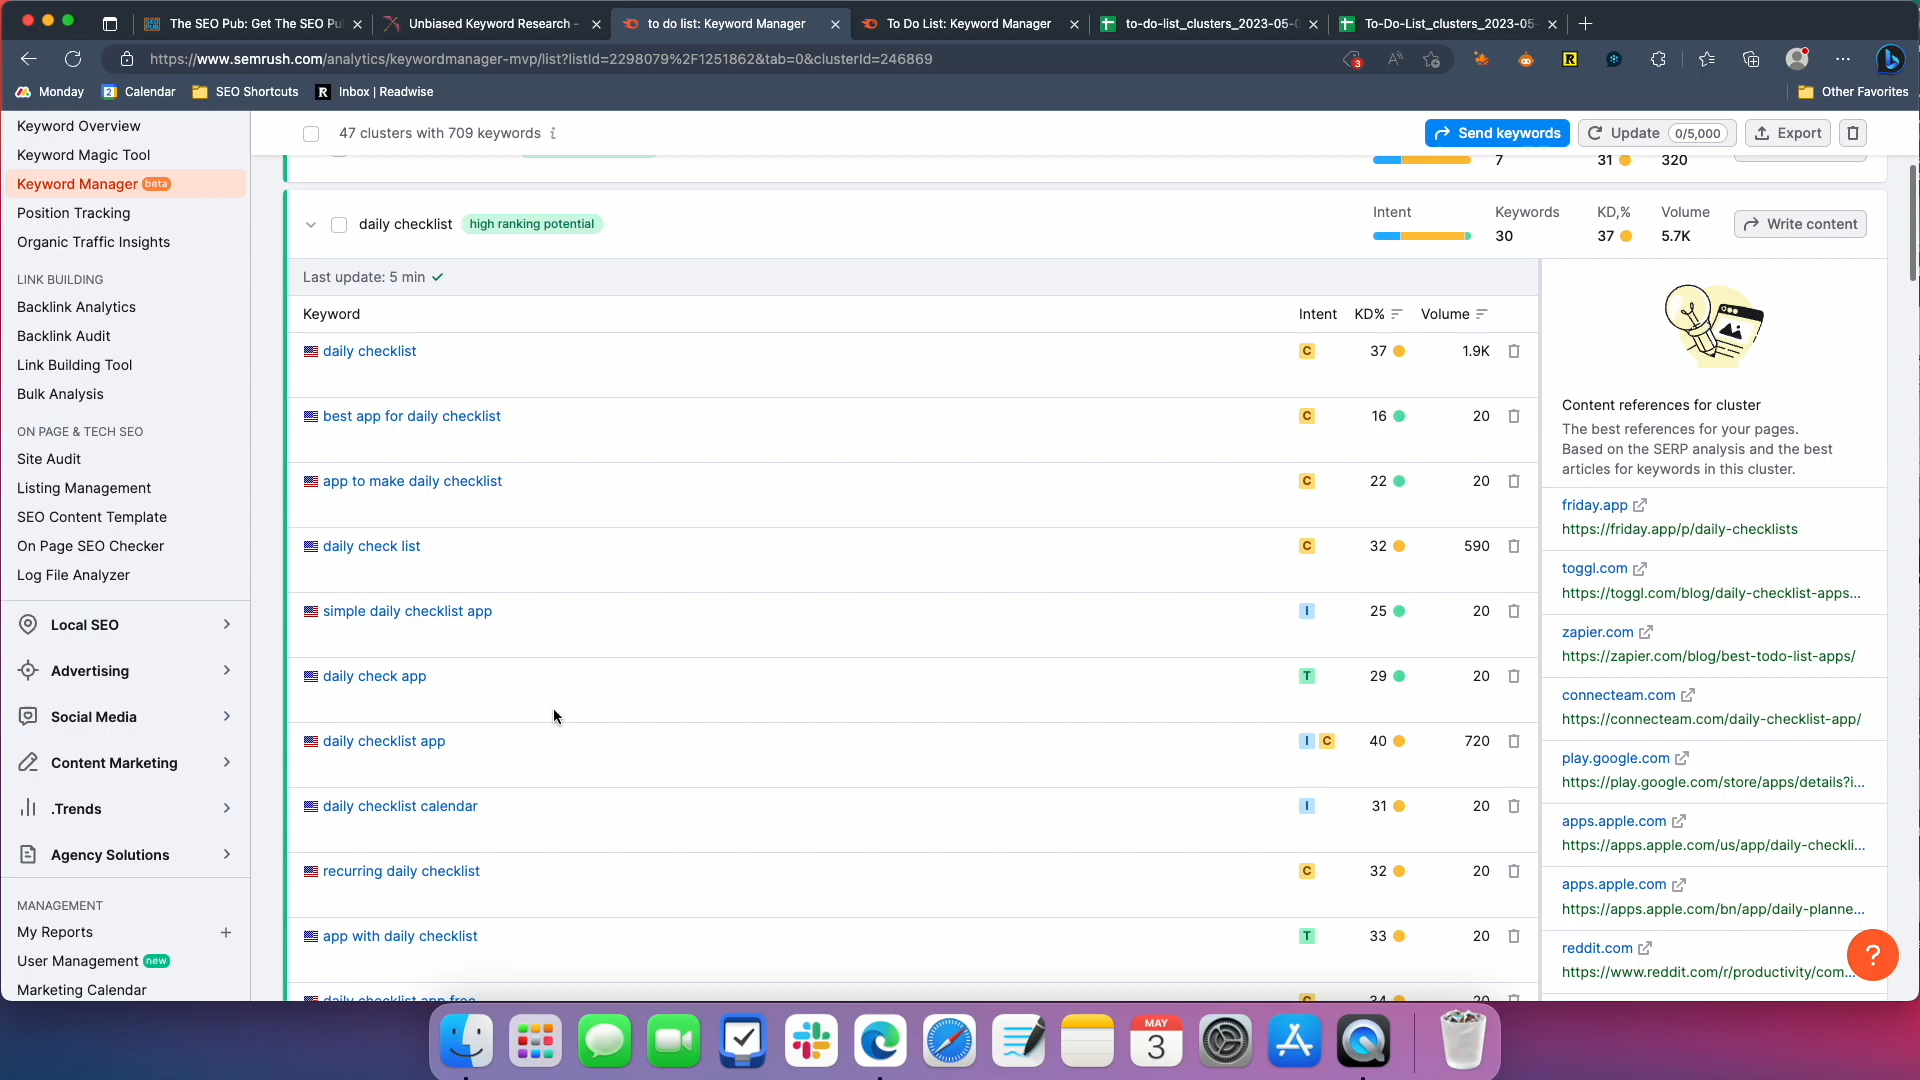 The SEO Pub: Get The SEO Pu
Unbiased Keyword Research -
to do list: Keyword Manager
To Do List: Keyword Manager
to-do-list_clusters_2023-05-0
To-Do-List_clusters_2023-05-
https://www.semrush.com/analytics/keywordmanager-mvp/list?listId=2298079%2F1251862&tab=0&clusterId=246869
3
Monday
Calendar
SEO Shortcuts
Inbox | Readwise
Other Favorites
Keyword Overview
Keyword Magic Tool
Keyword Manager beta
Position Tracking
Organic Traffic Insights
LINK BUILDING
Backlink Analytics
Backlink Audit
Link Building Tool
Bulk Analysis
ON PAGE & TECH SEO
Site Audit
Listing Management
SEO Content Template
On Page SEO Checker
Log File Analyzer
Local SEO
Advertising
Social Media
Content Marketing
.Trends
Agency Solutions
MANAGEMENT
My Reports
User Management new
Marketing Calendar
47 clusters with 709 keywords
Send keywords
Update 0/5,000
Export
7 31 320
daily checklist high ranking potential
Intent Keywords KD,% Volume
30 37 5.7K
Write content
Last update: 5 min
Keyword Intent KD% Volume
daily checklist C 37 1.9K
best app for daily checklist C 16 20
app to make daily checklist C 22 20
daily check list C 32 590
simple daily checklist app I 25 20
daily check app T 29 20
daily checklist app I C 40 720
daily checklist calendar I 31 20
recurring daily checklist C 32 20
app with daily checklist T 33 20
daily checklist app free C 34 20
Content references for cluster
The best references for your pages.
Based on the SERP analysis and the best
articles for keywords in this cluster.
friday.app
https://friday.app/p/daily-checklists
toggl.com
https://toggl.com/blog/daily-checklist-apps...
zapier.com
https://zapier.com/blog/best-todo-list-apps/
connecteam.com
https://connecteam.com/daily-checklist-app/
play.google.com
https://play.google.com/store/apps/details?i...
apps.apple.com
https://apps.apple.com/us/app/daily-checkli...
apps.apple.com
https://apps.apple.com/bn/app/daily-planne...
reddit.com
https://www.reddit.com/r/productivity/com...
?
MAY
3